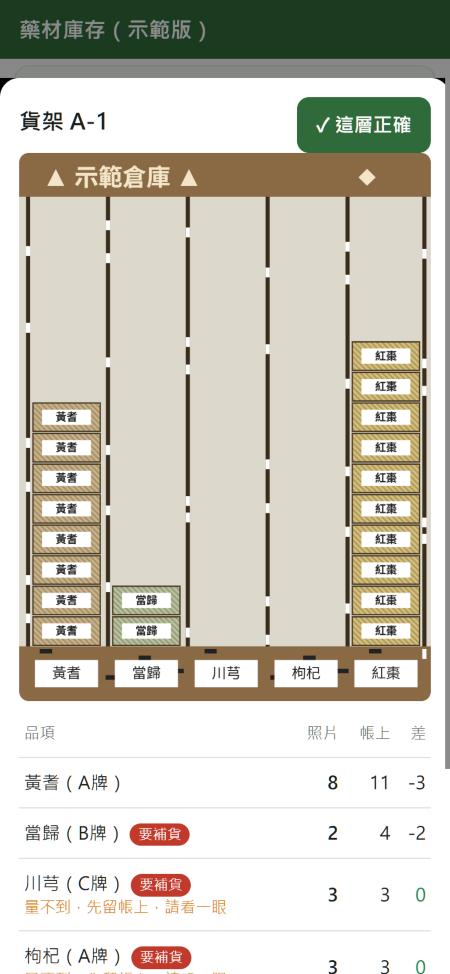 藥材庫存（示範版）
貨架 A-1
✓ 這層正確
▲ 示範倉庫 ▲ ◆
紅棗
紅棗
黃耆 紅棗
黃耆 紅棗
黃耆 紅棗
黃耆 紅棗
黃耆 紅棗
黃耆 紅棗
黃耆 當歸 紅棗
黃耆 當歸 紅棗
黃耆 當歸 川芎 枸杞 紅棗
品項 照片 帳上 差
黃耆（A牌） 8 11 -3
當歸（B牌） 要補貨 2 4 -2
川芎（C牌） 要補貨 3 3 0
量不到，先留帳上，請看一眼
枸杞（A牌） 要補貨 3 3 0